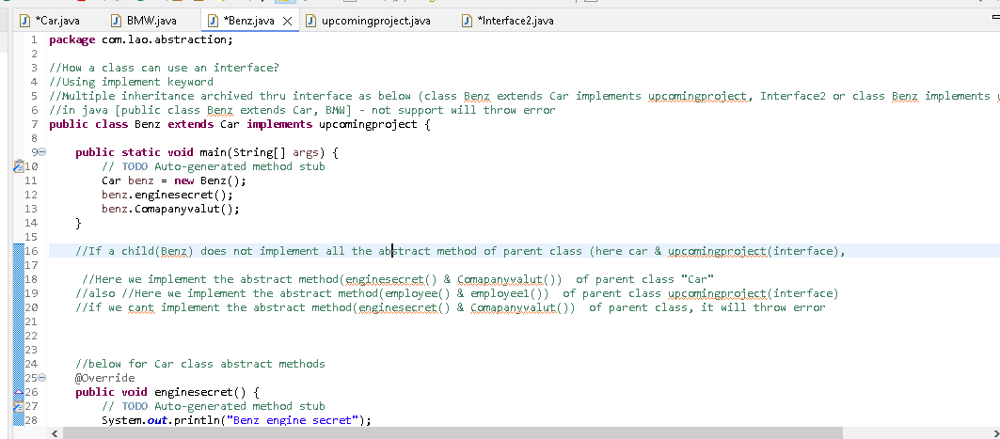 *Car.java BMW.java *Benz.java upcomingproject.java *Interface2.java
1 package com.lao.abstraction;
2
3 //How a class can use an interface?
4 //Using implement keyword
5 //Multiple inheritance archived thru interface as below (class Benz extends Car implements upcomingproject, Interface2 or class Benz implements
6 //in java [public class Benz extends Car, BMW] - not support will throw error
7 public class Benz extends Car implements upcomingproject {
8
9 public static void main(String[] args) {
10 // TODO Auto-generated method stub
11 Car benz = new Benz();
12 benz.enginesecret();
13 benz.Comapanyvalut();
14 }
15
16 //If a child(Benz) does not implement all the abstract method of parent class (here car & upcomingproject(interface),
17
18 //Here we implement the abstract method(enginesecret() & Comapanyvalut()) of parent class "Car"
19 //also //Here we implement the abstract method(employee() & employee1()) of parent class upcomingproject(interface)
20 //if we cant implement the abstract method(enginesecret() & Comapanyvalut()) of parent class, it will throw error
21
22
23
24 //below for Car class abstract methods
25 @Override
26 public void enginesecret() {
27 // TODO Auto-generated method stub
28 System.out.println("Benz engine secret");